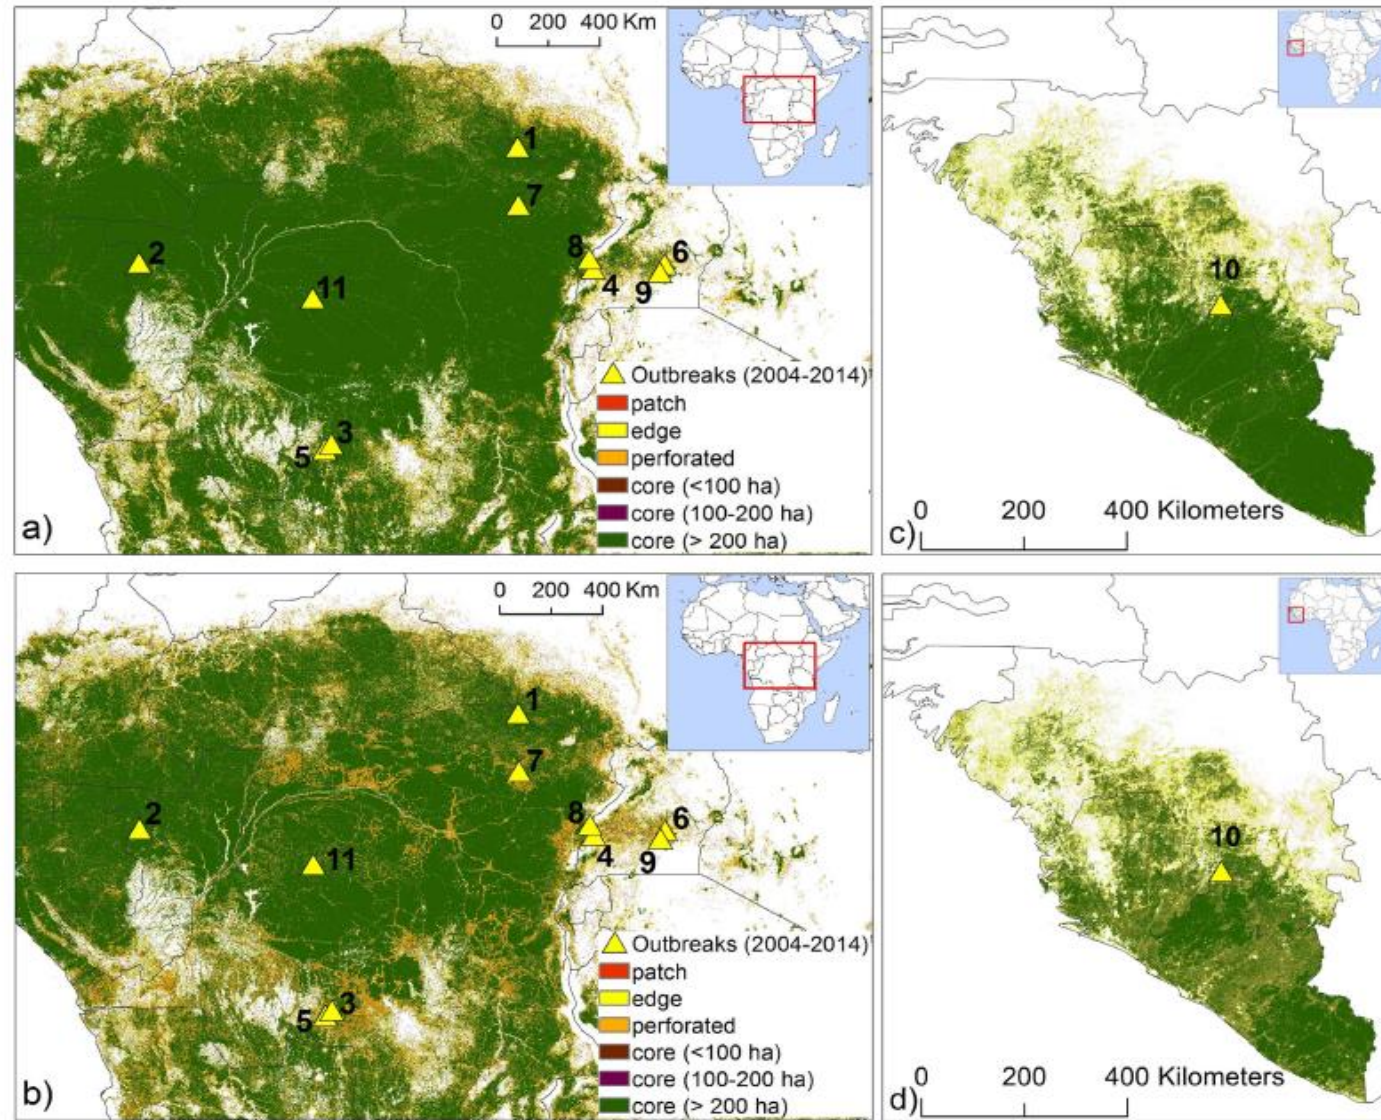 0 200 400 Km
1
7
2
8
6
11
4
9
3
5
Outbreaks (2004-2014)
patch
edge
perforated
core (<100 ha)
core (100-200 ha)
core (> 200 ha)
a)
10
0 200 400 Kilometers
c)
0 200 400 Km
1
7
2
8
6
11
4
9
3
5
Outbreaks (2004-2014)
patch
edge
perforated
core (<100 ha)
core (100-200 ha)
core (> 200 ha)
b)
10
0 200 400 Kilometers
d)